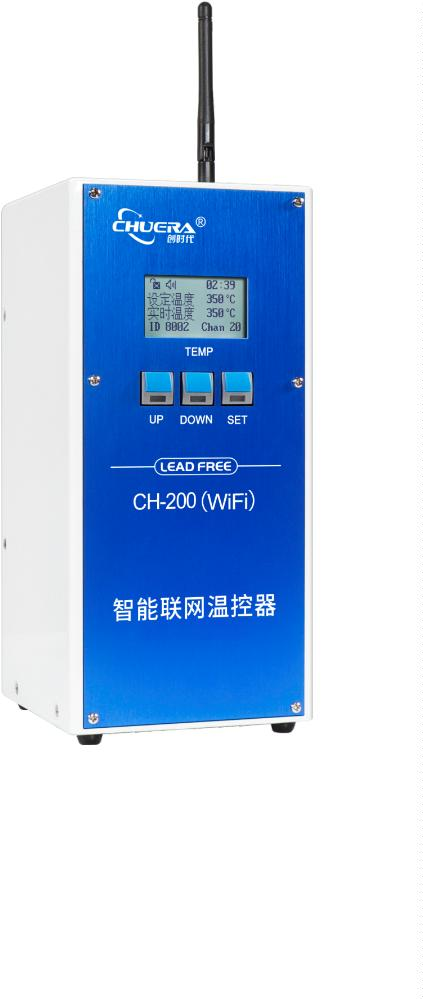 CHUERA®
创时代
02:39
设定温度 350℃
实时温度 350℃
ID 8002 Chan 20
TEMP
UP DOWN SET
LEAD FREE
CH-200(WiFi)
智能联网温控器